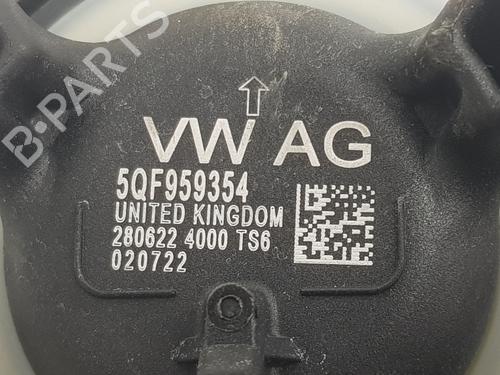 B-PARTS
VW AG
5QF959354
UNITED KINGDOM
280622 4000 TS6
020722